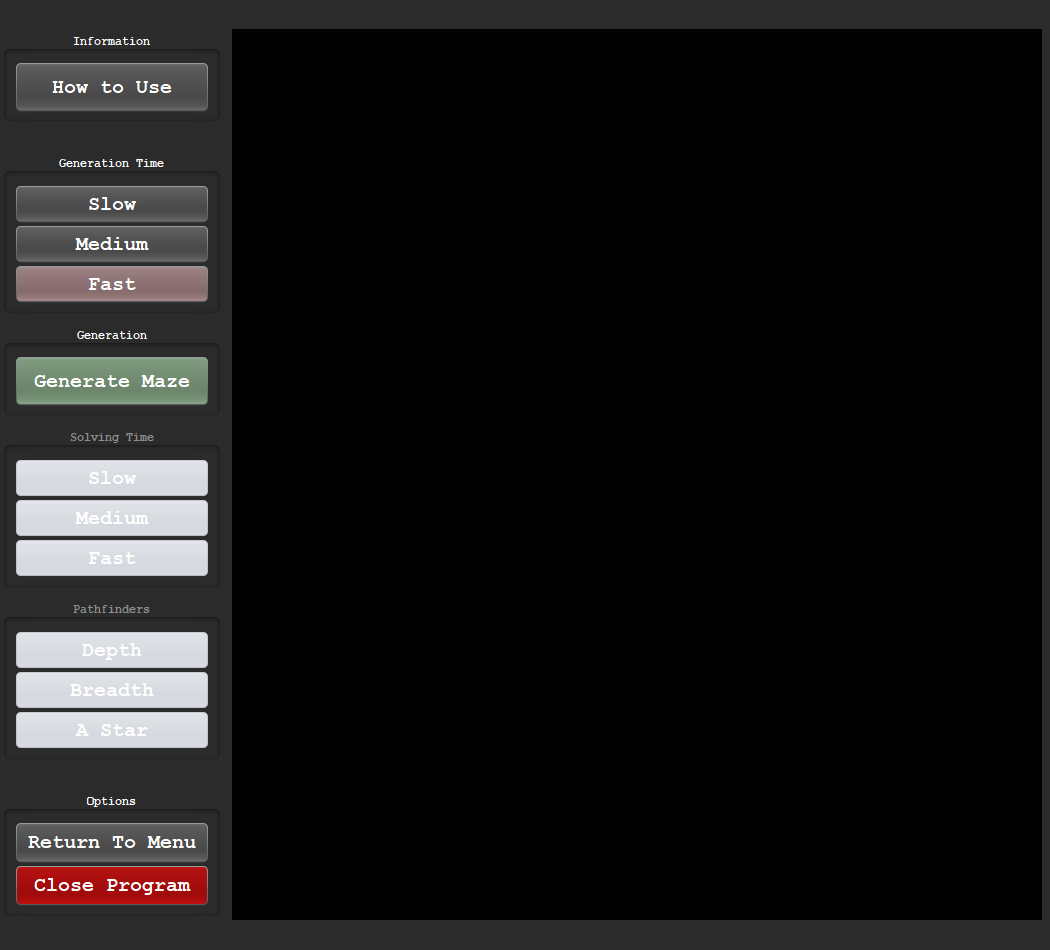 Information
How to Use
Generation Time
Slow
Medium
Fast
Generation
Generate Maze
Solving Time
Slow
Medium
Fast
Pathfinders
Depth
Breadth
A Star
Options
Return To Menu
Close Program